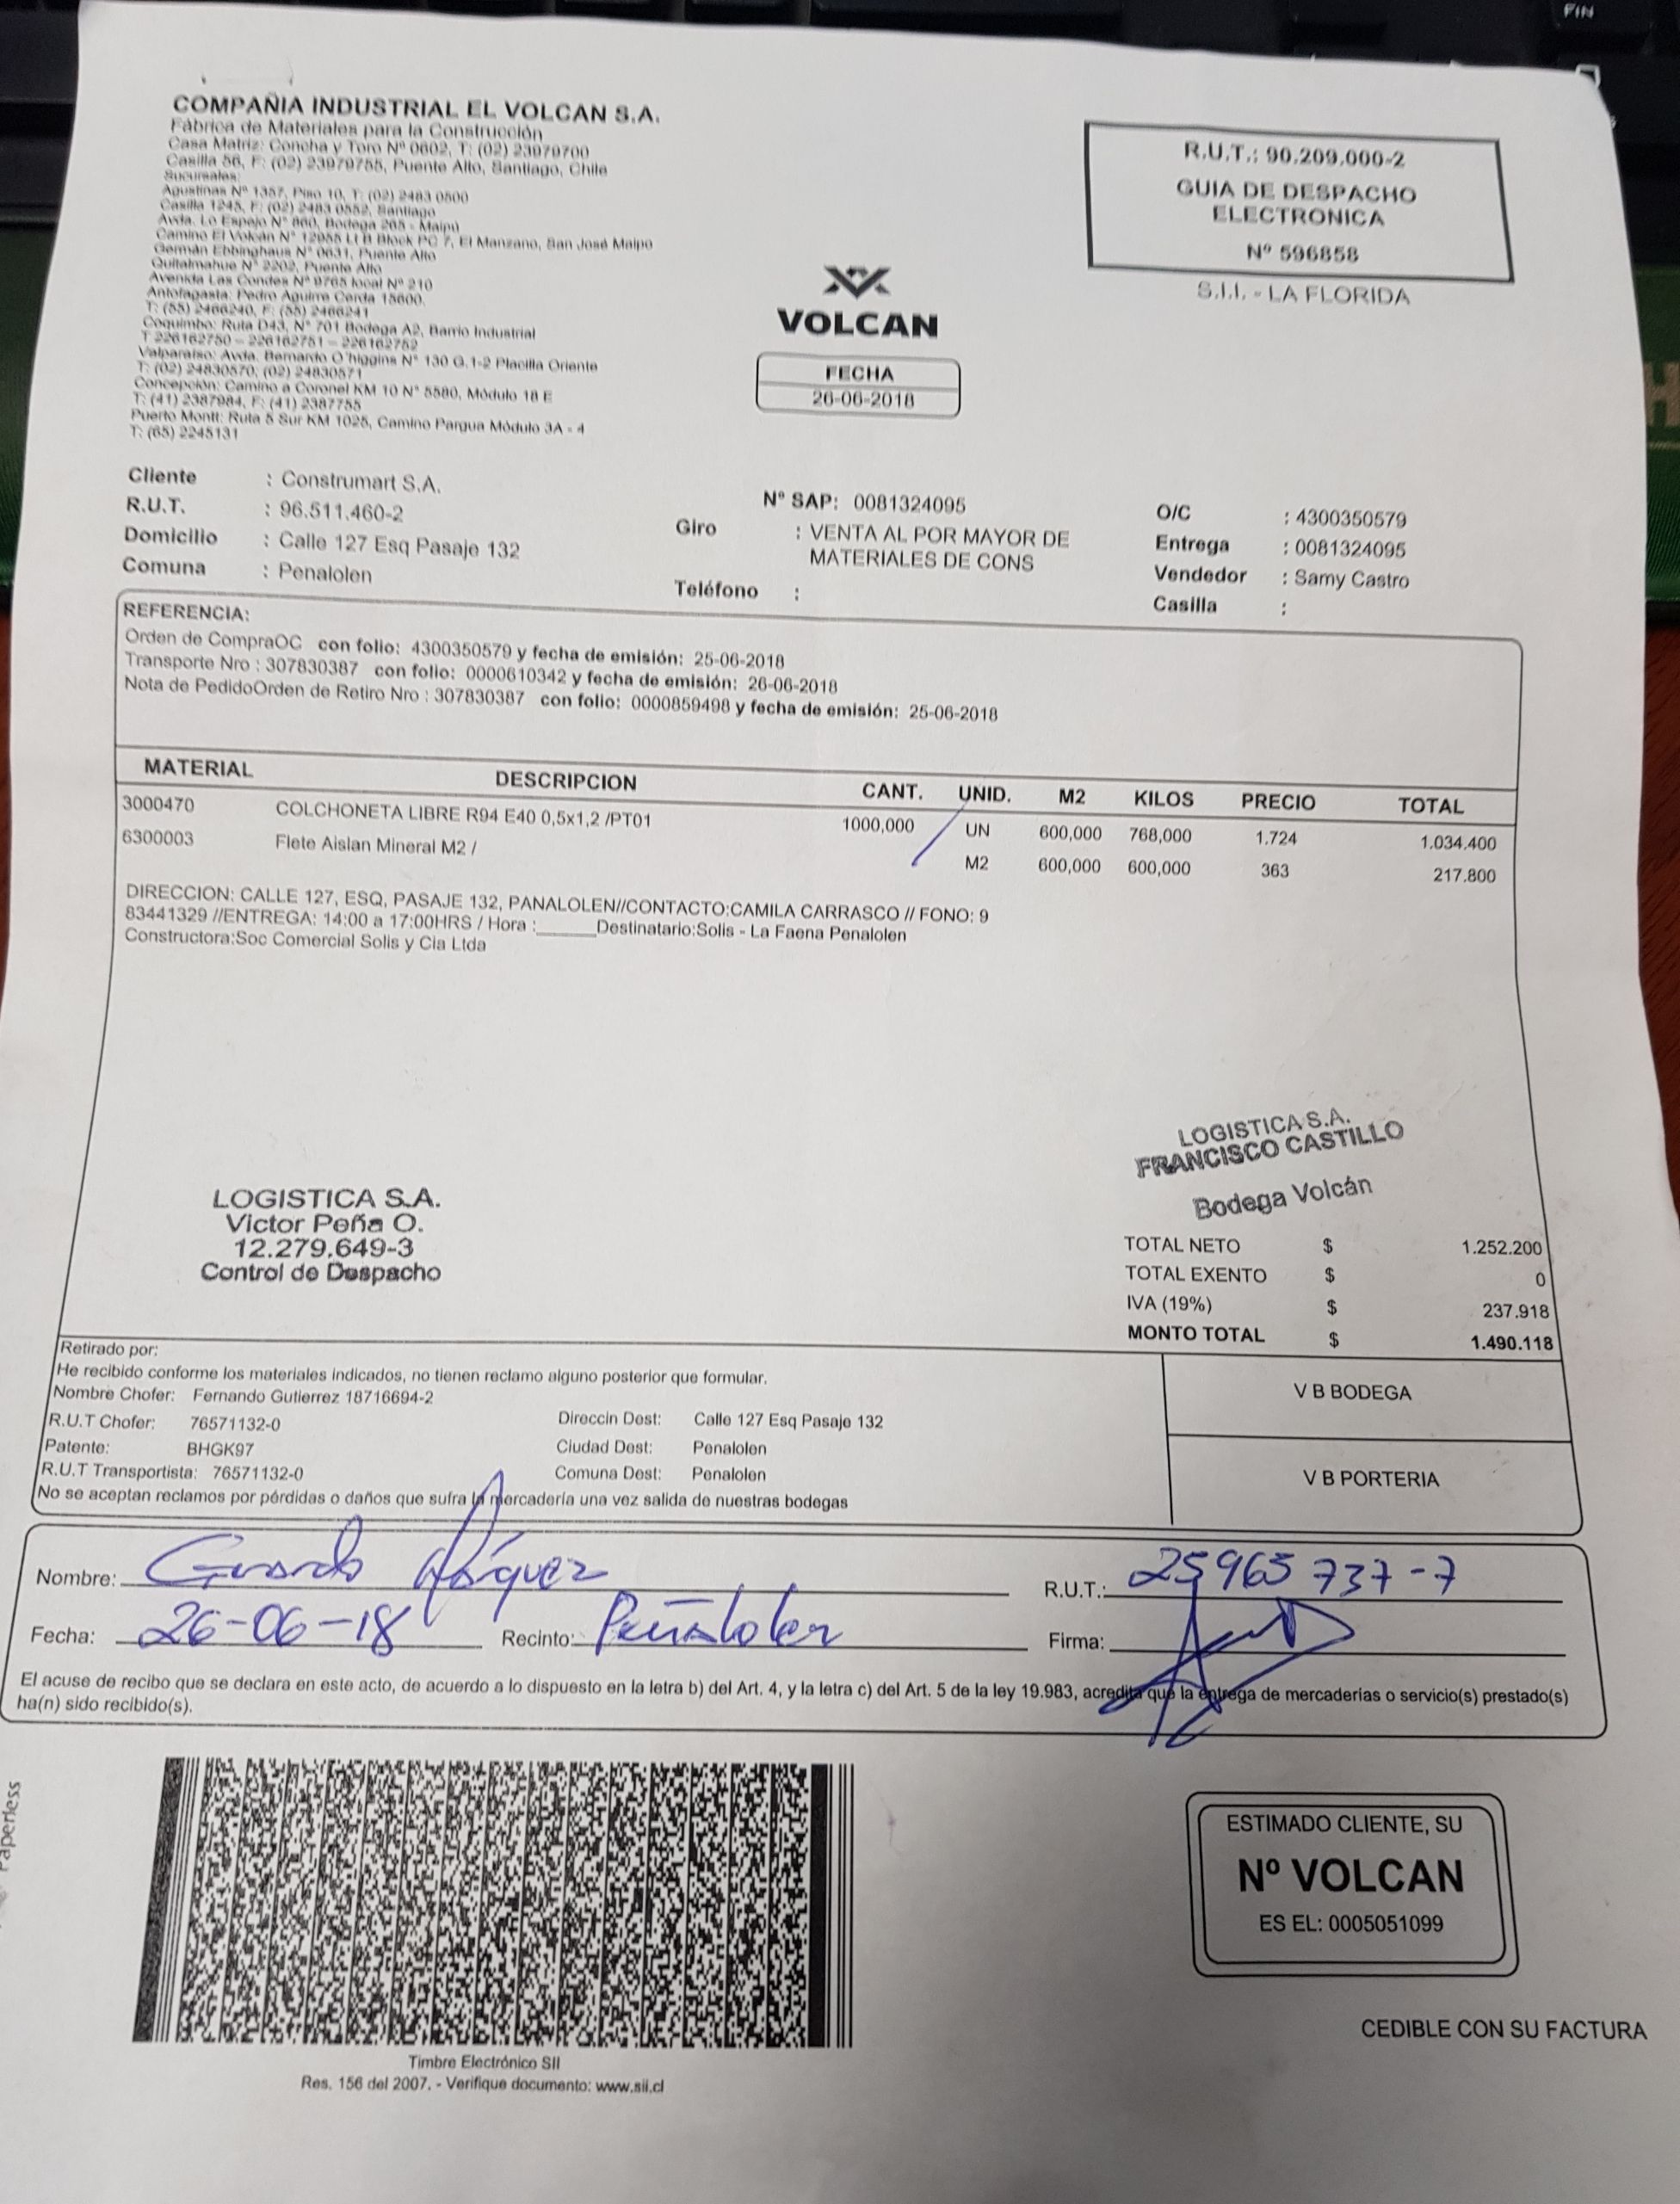 FIN
COMPAÑIA INDUSTRIAL EL VOLCAN S.A.
Fábrica de Materiales para la Construcción
Casa Matriz: Concha y Toro Nº 0602, T: (02) 23979700
Casilla 56, F: (02) 23979755, Puente Alto, Santiago, Chile
Sucursales:
Agustinas Nº 1357, Piso 10, T: (02) 2483 0500
Casilla 1245, F: (02) 2483 0552, Santiago
Avda. Lo Espejo Nº 860, Bodega 265 - Maipú
Camino El Volcán Nº 12955 Lt B Block PC 7, El Manzano, San José Maipo
Germán Ebbinghaus Nº 0631, Puente Alto
Quitalmahue Nº 2202, Puente Alto
Avenida Las Condes Nº 9765 local Nº 210
Antofagasta: Pedro Aguirre Cerda 15600.
T: (55) 2466240, F: (55) 2466241
Coquimbo: Ruta D43, Nº 701 Bodega A2, Barrio Industrial
T 226162750 – 226162751 – 226162752
Valparaíso: Avda. Bernardo O'higgins Nº 130 G.1-2 Placilla Oriente
T: (02) 24830570; (02) 24830571
Concepción: Camino a Coronel KM 10 Nº 5580, Módulo 18 E
T: (41) 2387984, F: (41) 2387755
Puerto Montt: Ruta 5 Sur KM 1025, Camino Pargua Módulo 3A - 4
T: (65) 2245131
VOLCAN
FECHA
26-06-2018
R.U.T.: 90.209.000-2
GUIA DE DESPACHO
ELECTRONICA
Nº 596858
S.I.I. - LA FLORIDA
Cliente : Construmart S.A.
R.U.T. : 96.511.460-2
Domicilio : Calle 127 Esq Pasaje 132
Comuna : Penalolen
Nº SAP: 0081324095
Giro : VENTA AL POR MAYOR DE
MATERIALES DE CONS
Teléfono :
O/C : 4300350579
Entrega : 0081324095
Vendedor : Samy Castro
Casilla :
REFERENCIA:
Orden de CompraOC con folio: 4300350579 y fecha de emisión: 25-06-2018
Transporte Nro : 307830387 con folio: 0000610342 y fecha de emisión: 26-06-2018
Nota de PedidoOrden de Retiro Nro : 307830387 con folio: 0000859498 y fecha de emisión: 25-06-2018
MATERIAL DESCRIPCION CANT. UNID. M2 KILOS PRECIO TOTAL
3000470 COLCHONETA LIBRE R94 E40 0,5x1,2 /PT01 1000,000 UN 600,000 768,000 1.724 1.034.400
6300003 Flete Aislan Mineral M2 / M2 600,000 600,000 363 217.800
DIRECCION: CALLE 127, ESQ, PASAJE 132, PANALOLEN//CONTACTO:CAMILA CARRASCO // FONO: 9
83441329 //ENTREGA: 14:00 a 17:00HRS / Hora :______Destinatario:Solis - La Faena Penalolen
Constructora:Soc Comercial Solis y Cia Ltda
LOGISTICA S.A.
FRANCISCO CASTILLO
Bodega Volcán
LOGISTICA S.A.
Victor Peña O.
12.279.649-3
Control de Despacho
TOTAL NETO $ 1.252.200
TOTAL EXENTO $ 0
IVA (19%) $ 237.918
MONTO TOTAL $ 1.490.118
Retirado por:
He recibido conforme los materiales indicados, no tienen reclamo alguno posterior que formular.
Nombre Chofer: Fernando Gutierrez 18716694-2
R.U.T Chofer: 76571132-0 Direccin Dest: Calle 127 Esq Pasaje 132
Patente: BHGK97 Ciudad Dest: Penalolen
R.U.T Transportista: 76571132-0 Comuna Dest: Penalolen
No se aceptan reclamos por pérdidas o daños que sufra la mercadería una vez salida de nuestras bodegas
V B BODEGA
V B PORTERIA
Nombre: R.U.T.: 25965737-7
Fecha: 26-06-18 Recinto: Peñalolen Firma:
El acuse de recibo que se declara en este acto, de acuerdo a lo dispuesto en la letra b) del Art. 4, y la letra c) del Art. 5 de la ley 19.983, acredita que la entrega de mercaderías o servicio(s) prestado(s)
ha(n) sido recibido(s).
Paperless
Timbre Electrónico SII
Res. 156 del 2007. - Verifique documento: www.sii.cl
ESTIMADO CLIENTE, SU
Nº VOLCAN
ES EL: 0005051099
CEDIBLE CON SU FACTURA